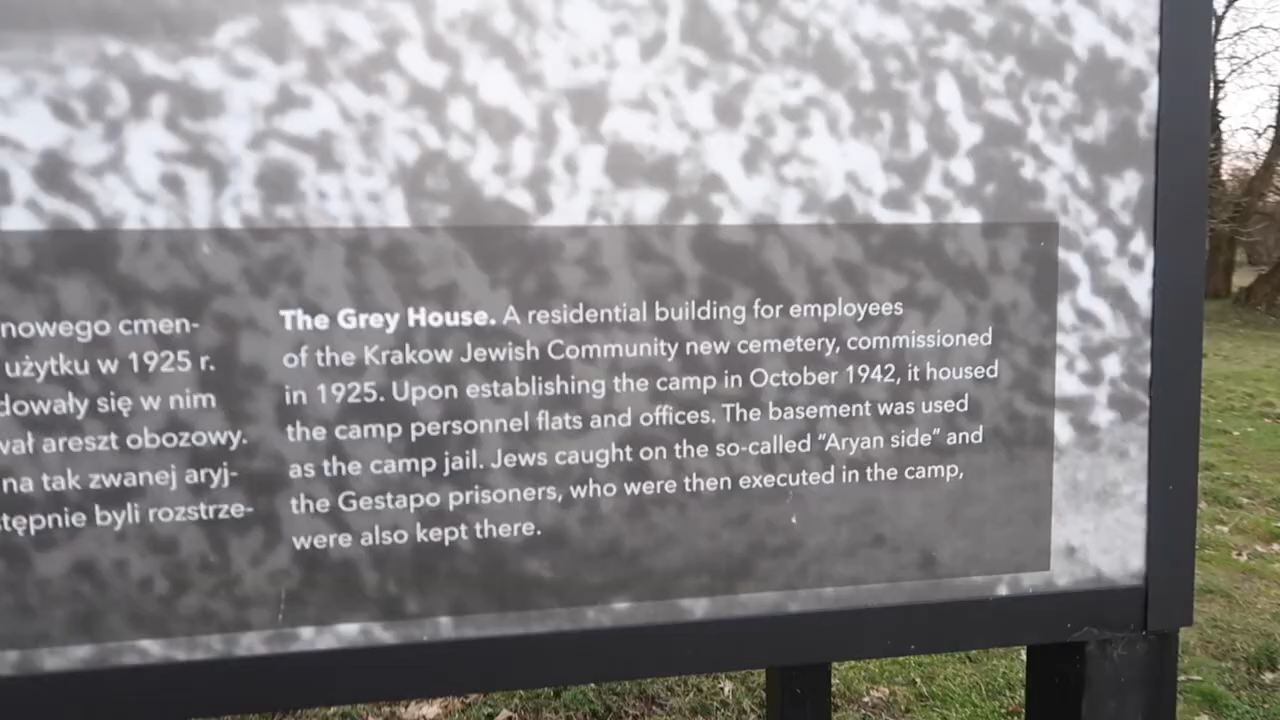 nowego cmen-
użytku w 1925 r.
dowały się w nim
wał areszt obozowy.
na tak zwanej aryj-
stępnie byli rozstrze-
The Grey House. A residential building for employees
of the Krakow Jewish Community new cemetery, commissioned
in 1925. Upon establishing the camp in October 1942, it housed
the camp personnel flats and offices. The basement was used
as the camp jail. Jews caught on the so-called “Aryan side” and
the Gestapo prisoners, who were then executed in the camp,
were also kept there.